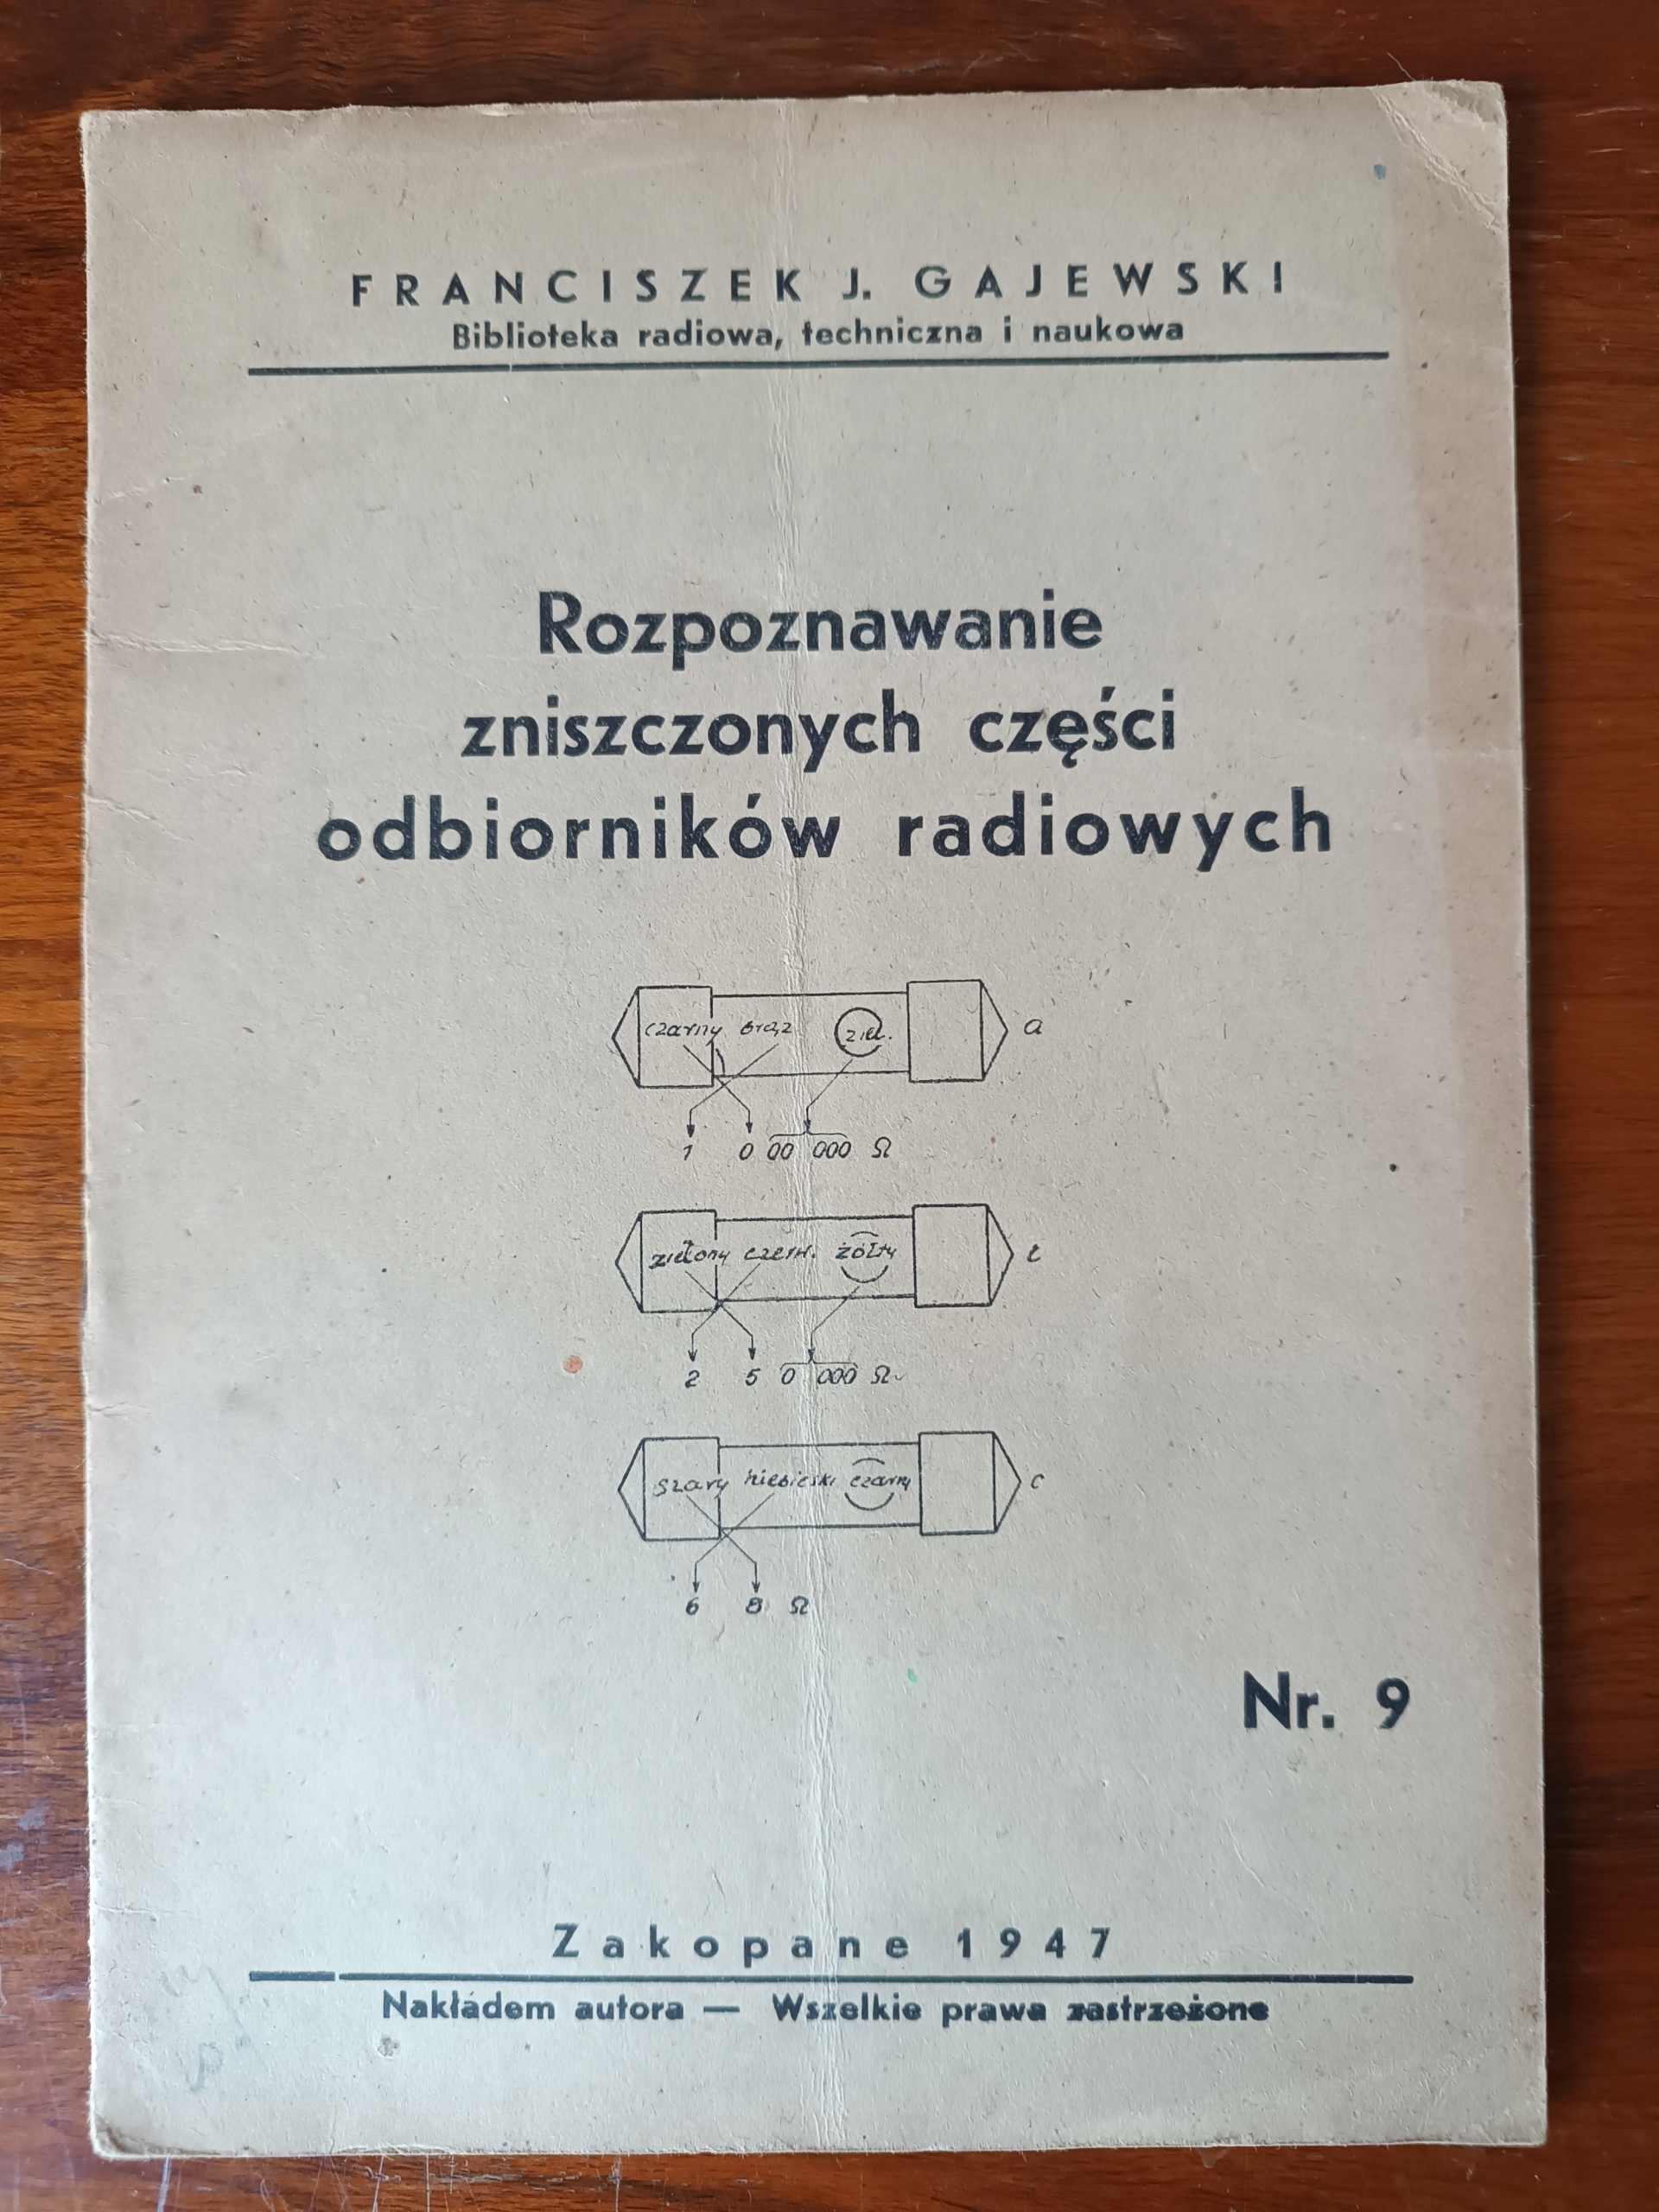 FRANCISZEK J. GAJEWSKI
Biblioteka radiowa, techniczna i naukowa
Rozpoznawanie
zniszczonych części
odbiorników radiowych
czarny brąz ziel. a
1 0 00 000 Ω
zielony czerw. żółty
2 5 0 000 Ω
szary niebieski czarny c
6 8 Ω
Nr. 9
Zakopane 1947
Nakładem autora — Wszelkie prawa zastrzeżone